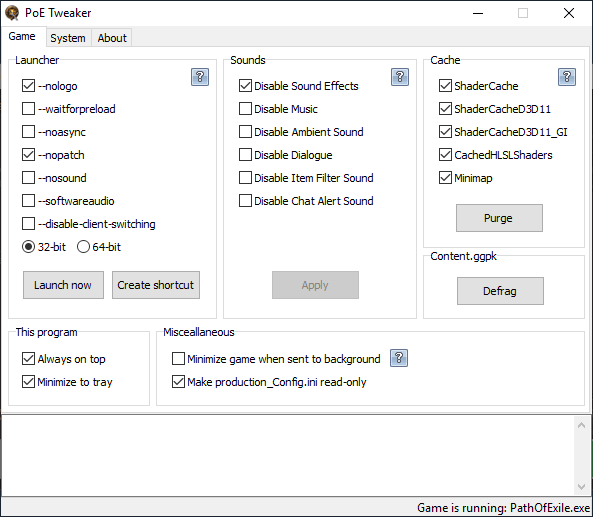 PoE Tweaker
Game System About
Launcher
--nologo
--waitforpreload
--noasync
--nopatch
--nosound
--softwareaudio
--disable-client-switching
32-bit 64-bit
Launch now Create shortcut
Sounds
Disable Sound Effects
Disable Music
Disable Ambient Sound
Disable Dialogue
Disable Item Filter Sound
Disable Chat Alert Sound
Apply
Cache
ShaderCache
ShaderCacheD3D11
ShaderCacheD3D11_GI
CachedHLSLShaders
Minimap
Purge
Content.ggpk
Defrag
This program
Always on top
Minimize to tray
Misceallaneous
Minimize game when sent to background
Make production_Config.ini read-only
Game is running: PathOfExile.exe